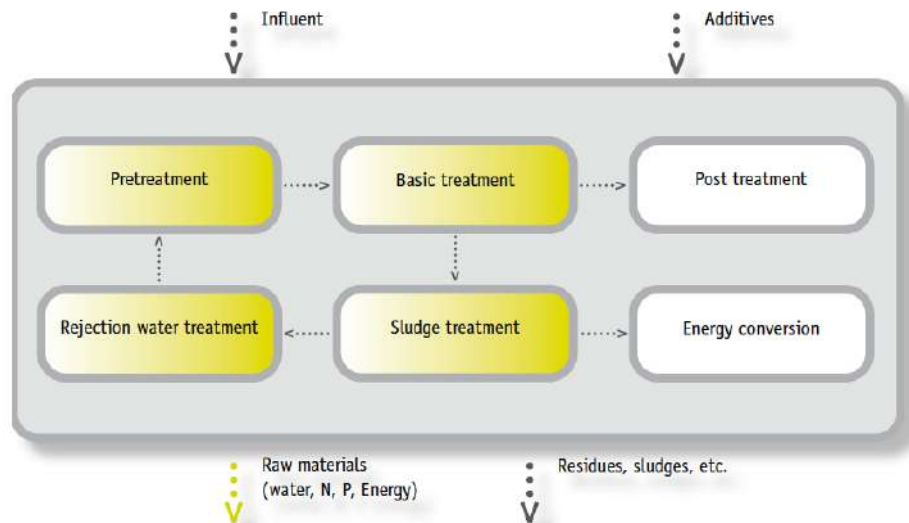 Influent
Additives
Pretreatment
Basic treatment
Post treatment
Rejection water treatment
Sludge treatment
Energy conversion
Raw materials
(water, N, P, Energy)
Residues, sludges, etc.